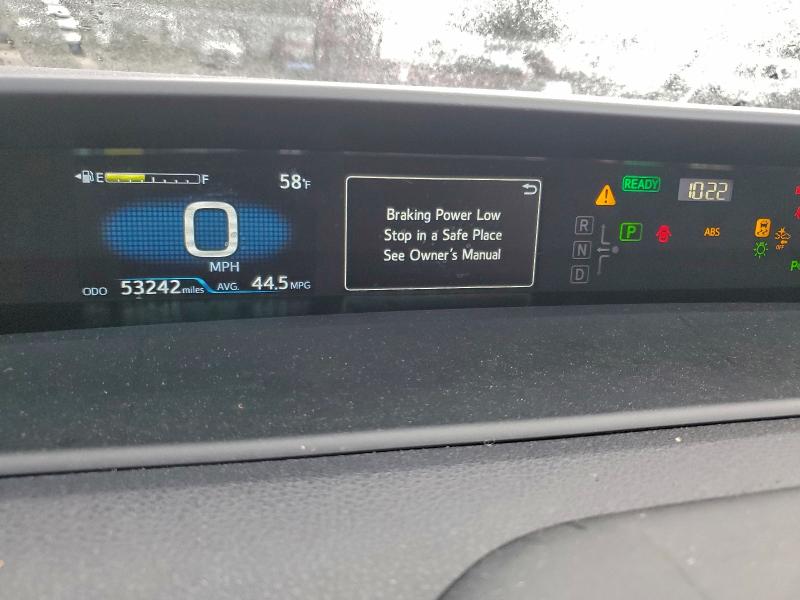 E F
58°F
0
MPH
ODO 53242 miles AVG. 44.5 MPG
Braking Power Low
Stop in a Safe Place
See Owner's Manual
READY
10:22
R
P
N
D
ABS
OFF